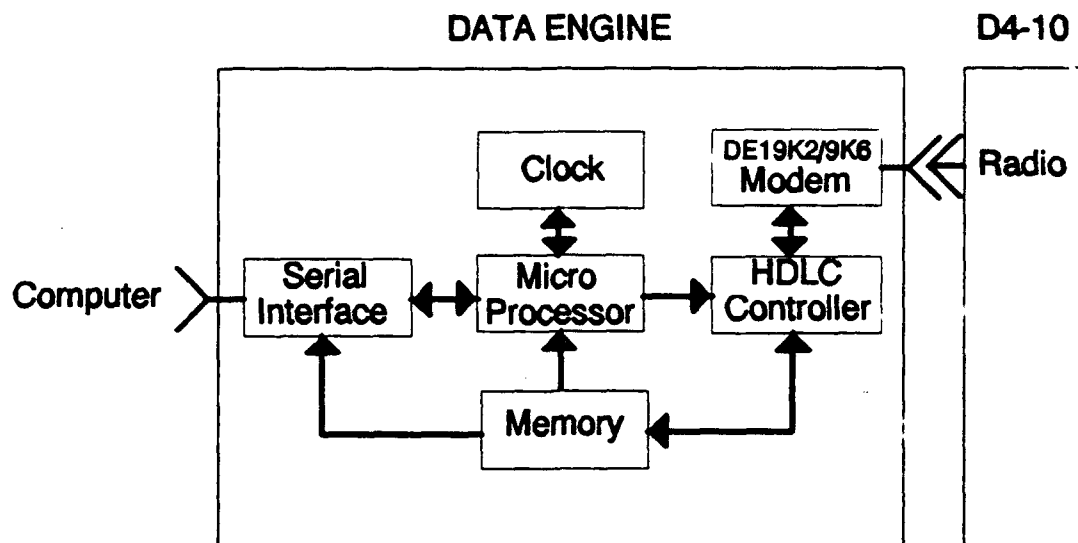 DATA ENGINE
D4-10
Clock
DE19K2/9K6
Modem
Radio
Computer
Serial
Interface
Micro
Processor
HDLC
Controller
Memory